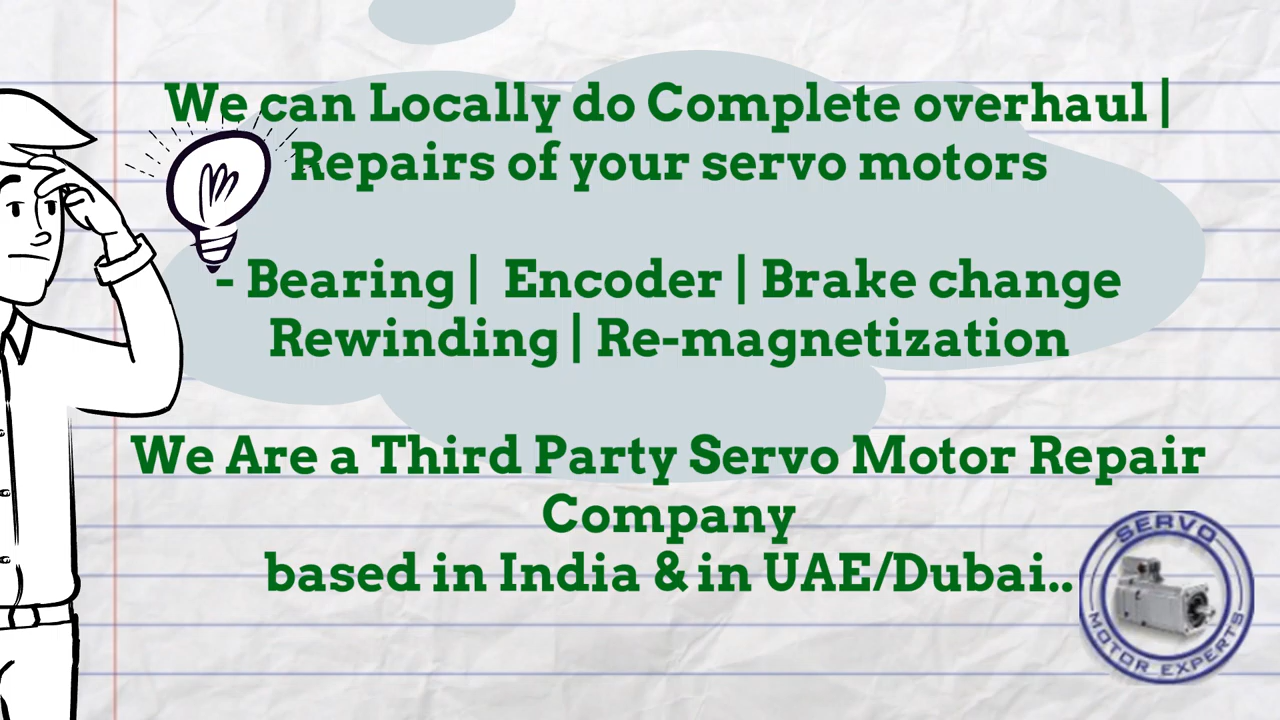 We can Locally do Complete overhaul |
Repairs of your servo motors
- Bearing | Encoder | Brake change
Rewinding | Re-magnetization
We Are a Third Party Servo Motor Repair
Company
based in India & in UAE/Dubai..
SERVO
MOTOR EXPERTS